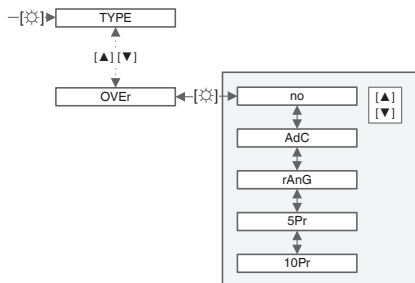 TYPE
[▲] [▼]
OVEr
no
[▲]
[▼]
AdC
rAnG
5Pr
10Pr